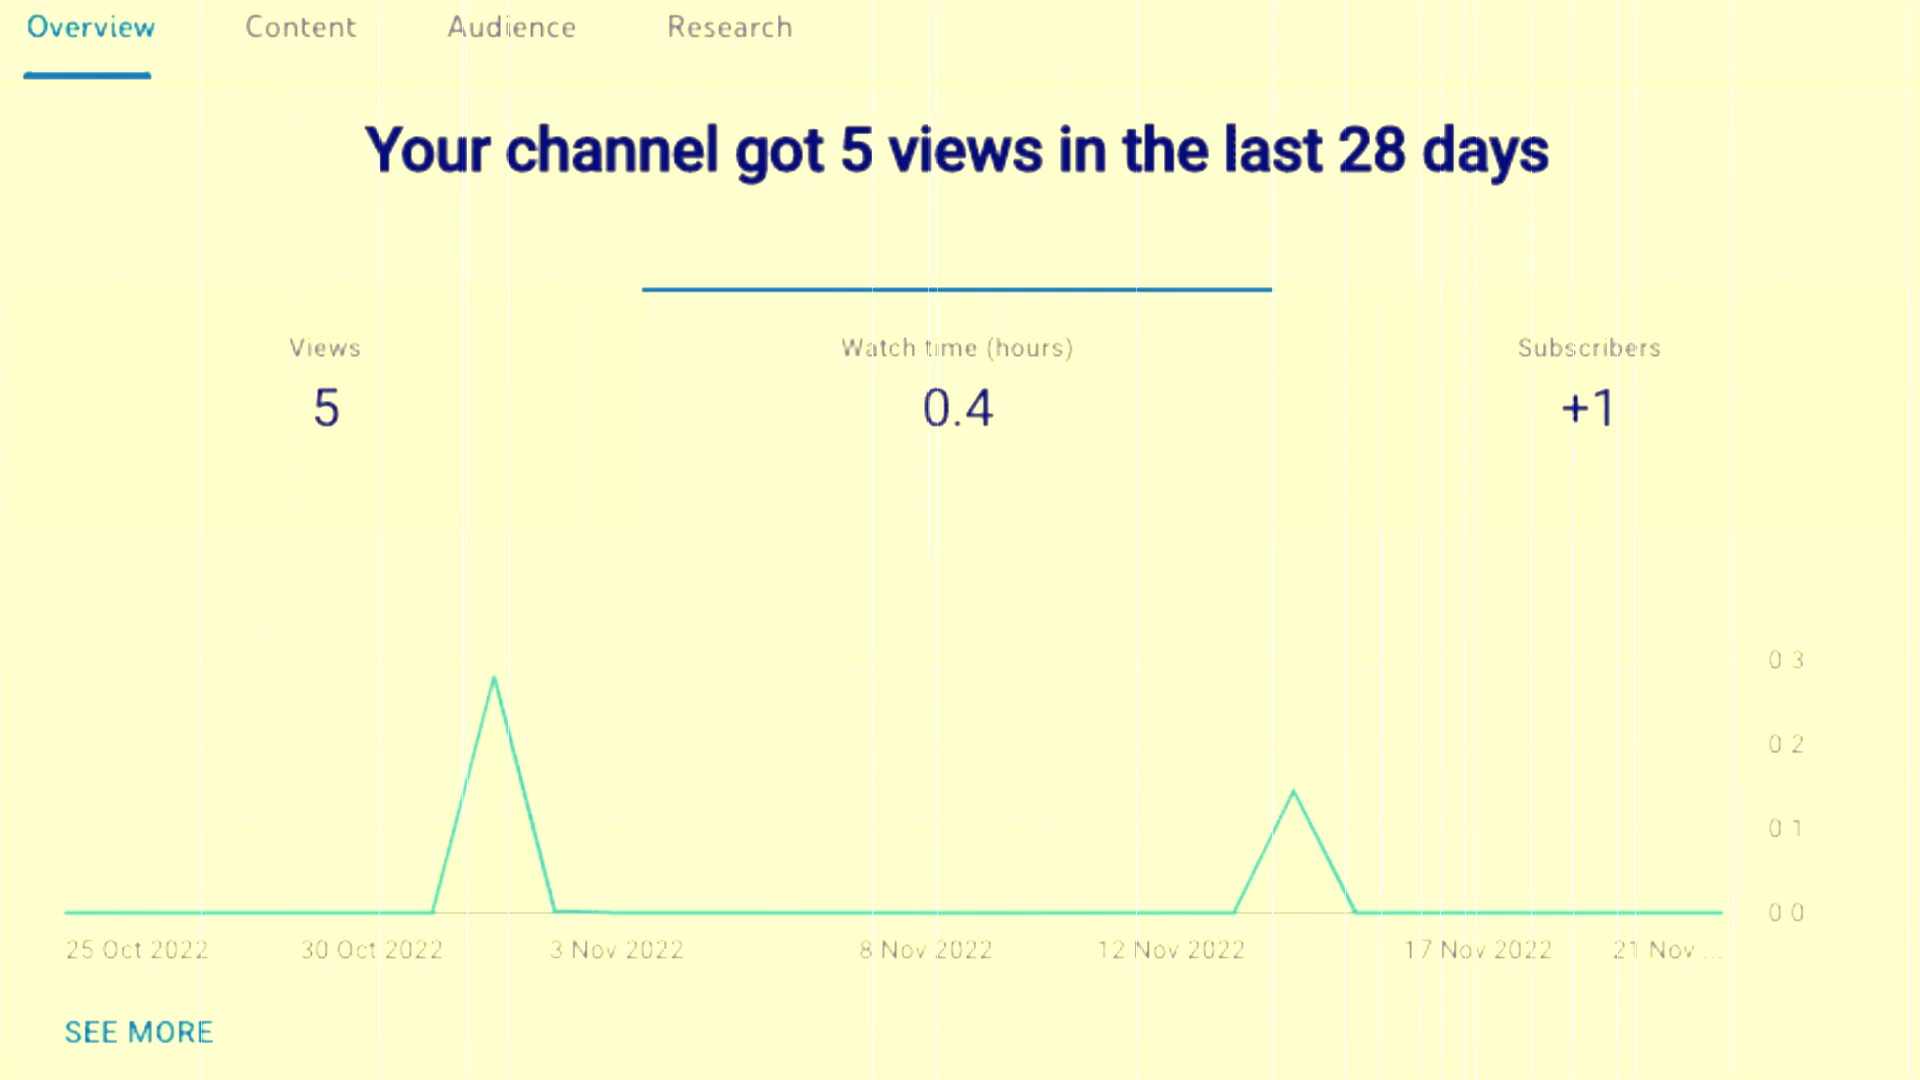 Overview Content Audience Research
Your channel got 5 views in the last 28 days
Views Watch time (hours) Subscribers
5 0.4 +1
0 3
0 2
0 1
0 0
25 Oct 2022 30 Oct 2022 3 Nov 2022 8 Nov 2022 12 Nov 2022 17 Nov 2022 21 Nov ...
SEE MORE